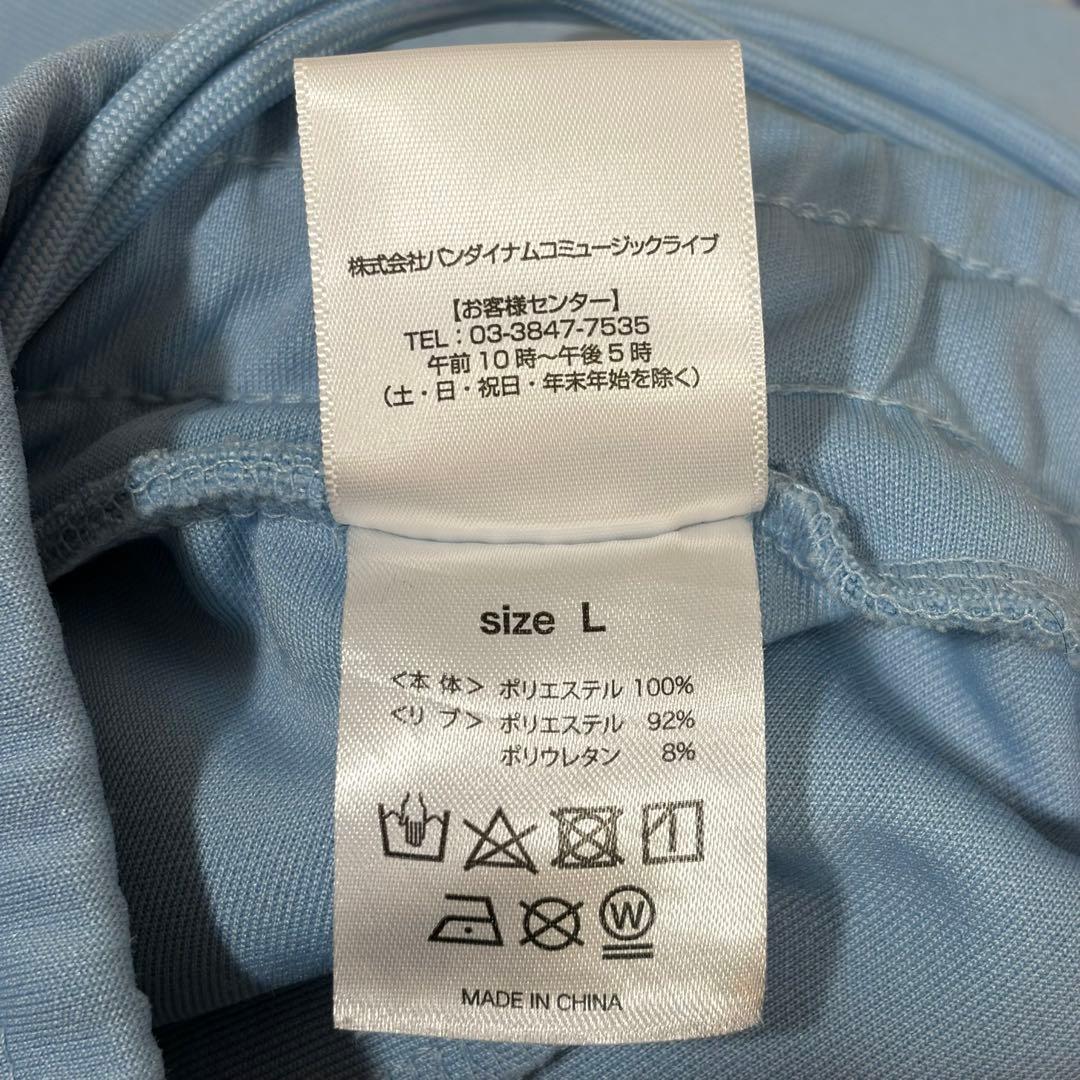 株式会社バンダイナムコミュージックライブ
【お客様センター】
TEL：03-3847-7535
午前10時〜午後5時
（土・日・祝日・年末年始を除く）
size L
〈本 体〉 ポリエステル 100%
〈リ ブ〉 ポリエステル 92%
ポリウレタン 8%
W
MADE IN CHINA